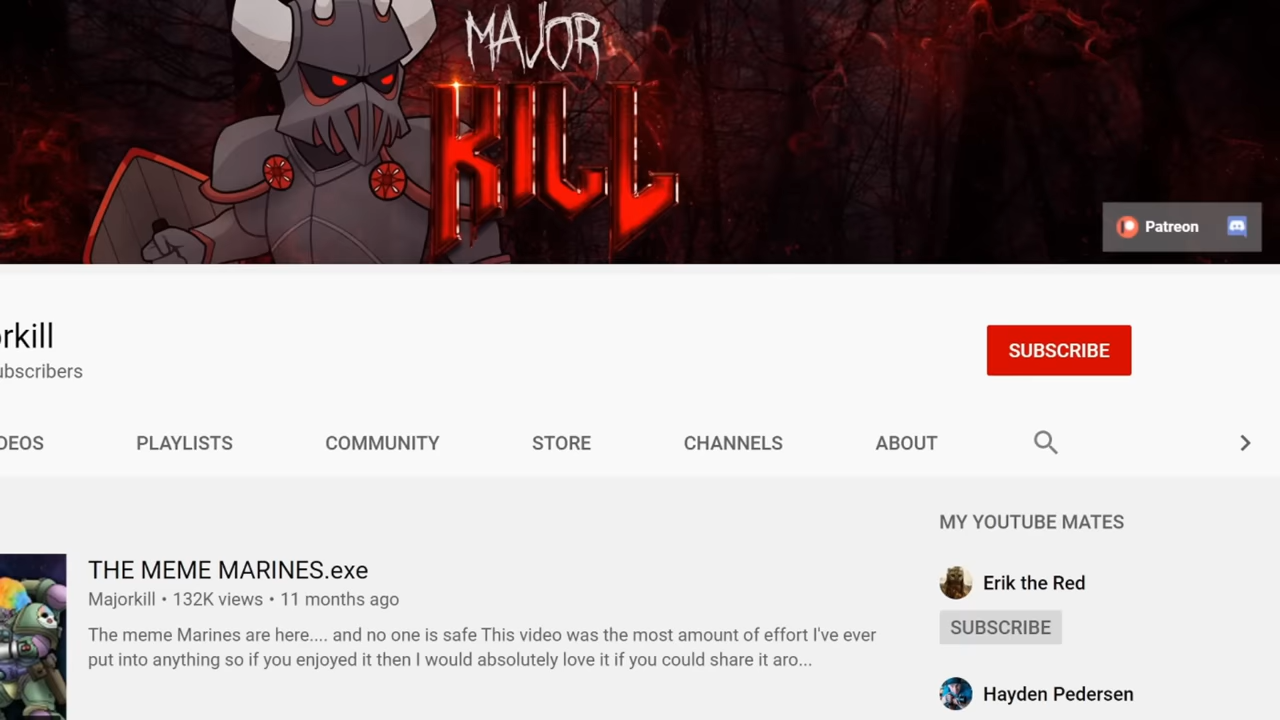 MAJOR
KILL
Patreon
rkill
ubscribers
SUBSCRIBE
DEOS PLAYLISTS COMMUNITY STORE CHANNELS ABOUT
MY YOUTUBE MATES
THE MEME MARINES.exe
Majorkill • 132K views • 11 months ago
The meme Marines are here.... and no one is safe This video was the most amount of effort I've ever
put into anything so if you enjoyed it then I would absolutely love it if you could share it aro...
Erik the Red
SUBSCRIBE
Hayden Pedersen